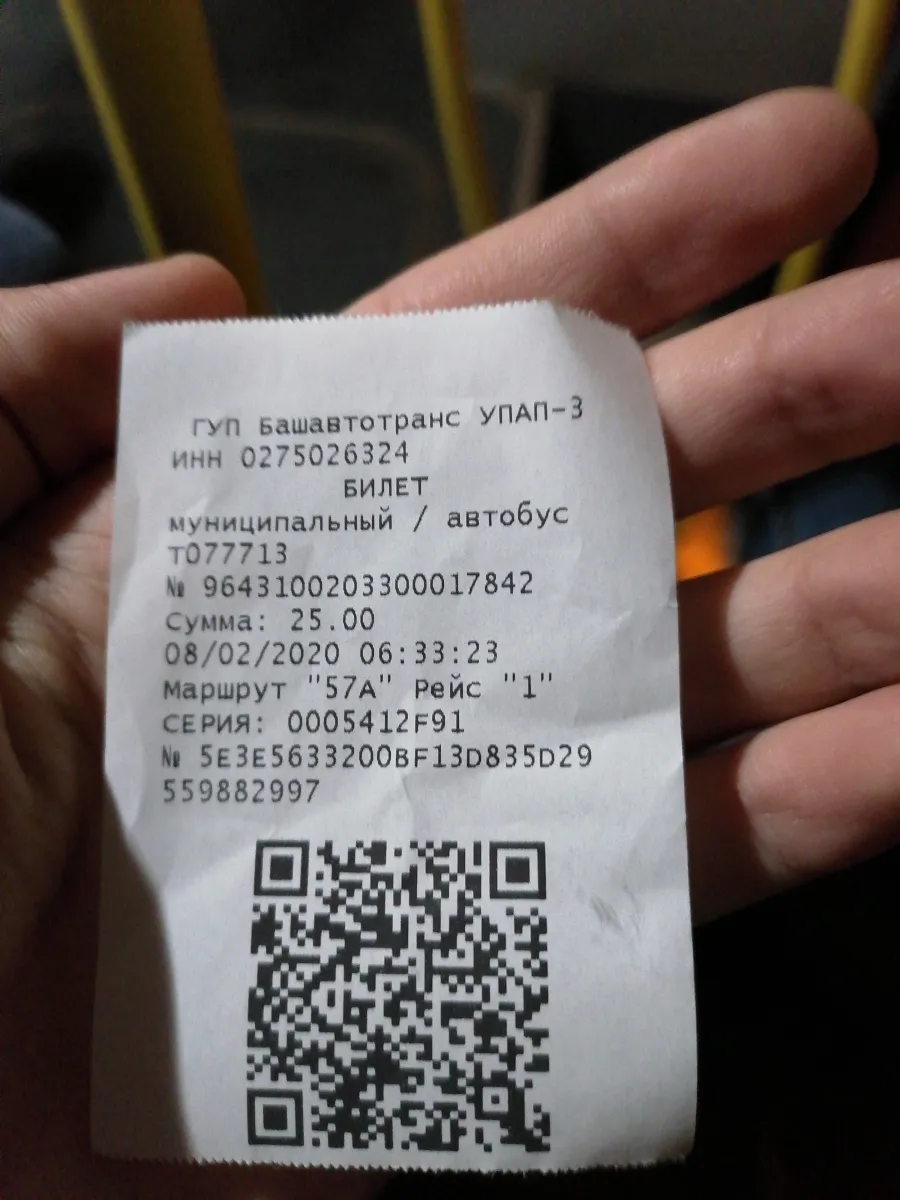 ГУП Башавтотранс УПАП-3
ИНН 0275026324
БИЛЕТ
муниципальный / автобус
Т077713
№ 9643100203300017842
Сумма: 25.00
08/02/2020 06:33:23
Маршрут "57А" Рейс "1"
СЕРИЯ: 0005412F91
№ 5E3E5633200BF13D835D29
559882997